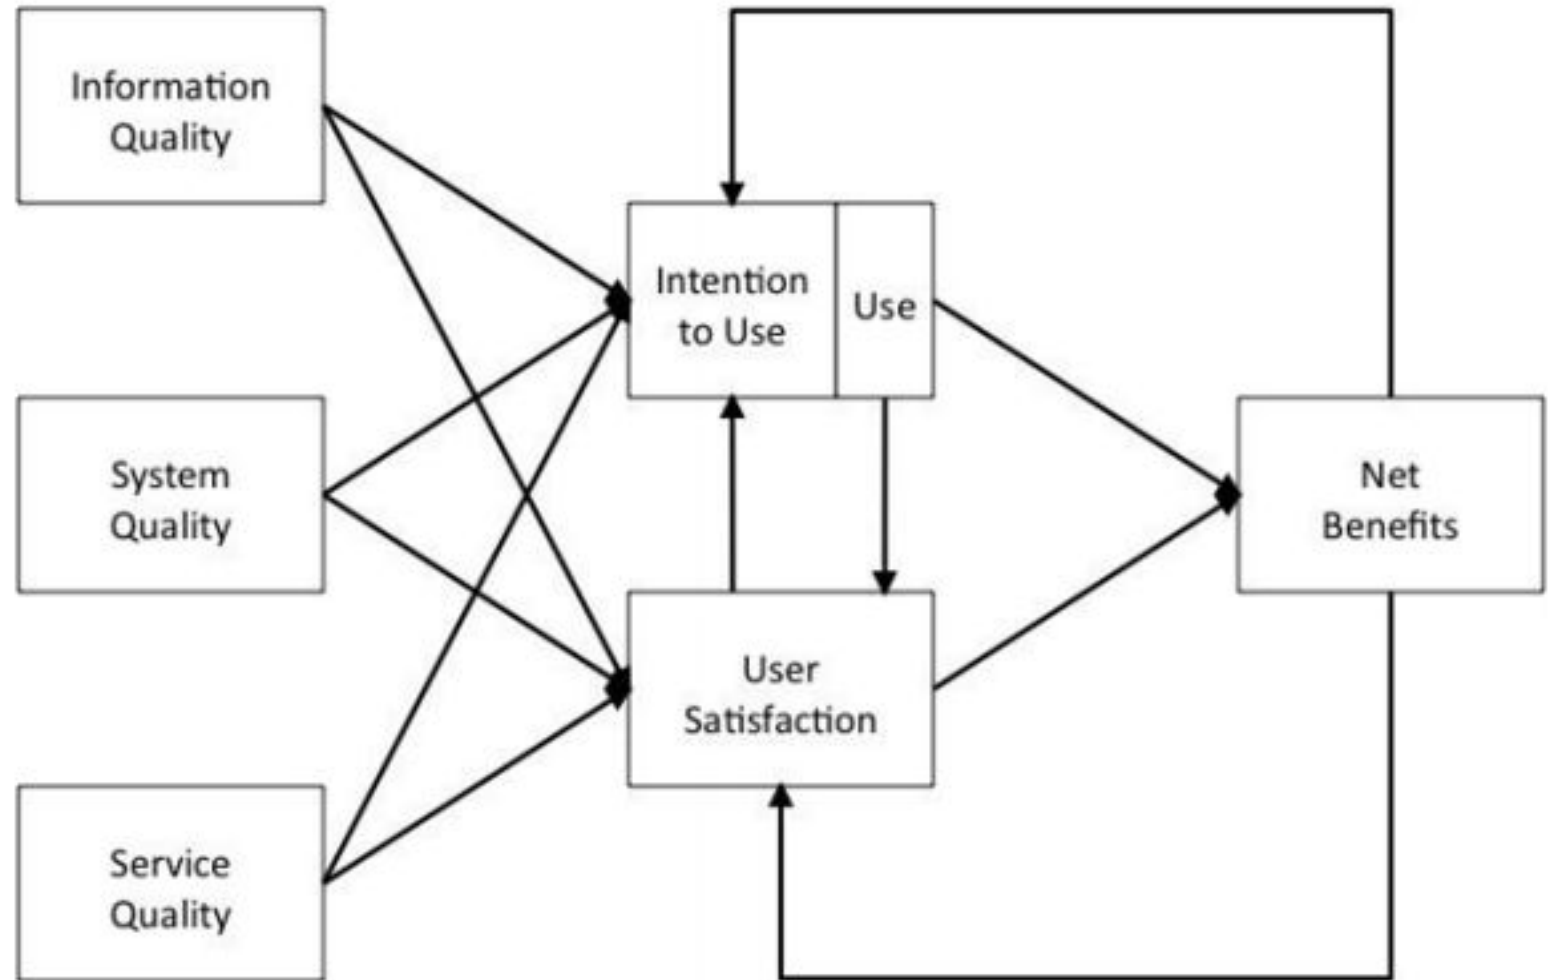 Information
Quality
Intention
to Use
Use
System
Quality
Net
Benefits
User
Satisfaction
Service
Quality